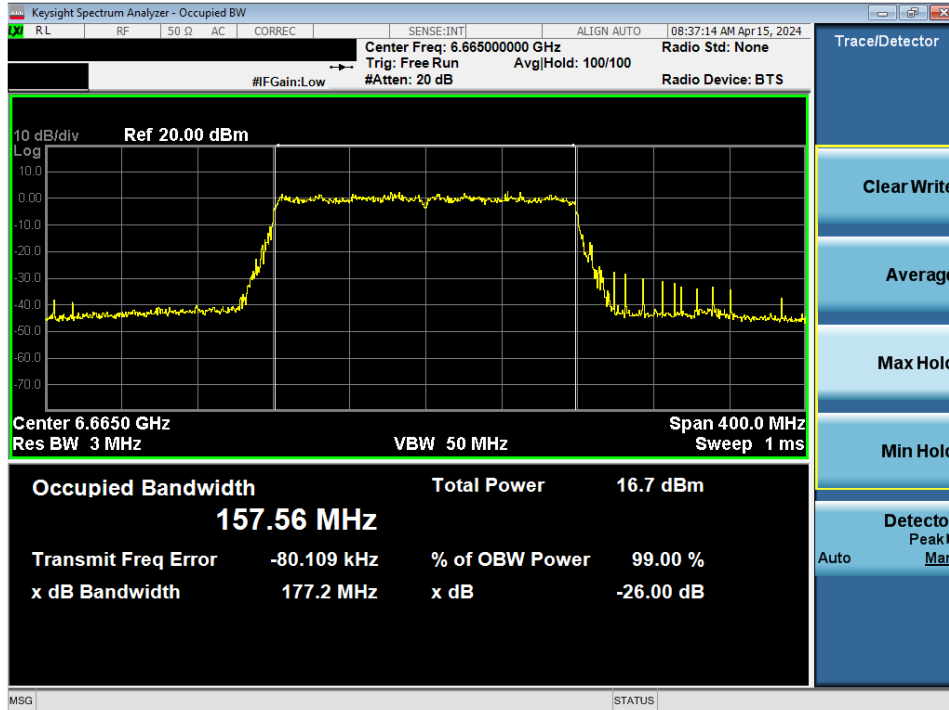 Keysight Spectrum Analyzer - Occupied BW
LXI RL RF 50 Ω AC CORREC SENSE:INT ALIGN AUTO 08:37:14 AM Apr 15, 2024
Center Freq: 6.665000000 GHz Radio Std: None
Trig: Free Run Avg|Hold: 100/100
#IFGain:Low #Atten: 20 dB Radio Device: BTS
10 dB/div Ref 20.00 dBm
Log
10.0
0.00
-10.0
-20.0
-30.0
-40.0
-50.0
-60.0
-70.0
Center 6.6650 GHz Span 400.0 MHz
Res BW 3 MHz VBW 50 MHz Sweep 1 ms
Occupied Bandwidth Total Power 16.7 dBm
157.56 MHz
Transmit Freq Error -80.109 kHz % of OBW Power 99.00 %
x dB Bandwidth 177.2 MHz x dB -26.00 dB
MSG STATUS
Trace/Detector
Clear Write
Average
Max Hold
Min Hold
Detecto
Peak
Auto Man